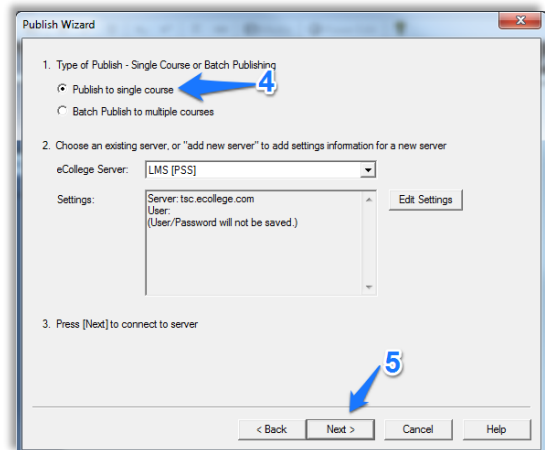 Publish Wizard
1. Type of Publish - Single Course or Batch Publishing
Publish to single course
4
Batch Publish to multiple courses
2. Choose an existing server, or "add new server" to add settings information for a new server
eCollege Server: LMS [PSS]
Settings: Server: tsc.ecollege.com Edit Settings
User:
(User/Password will not be saved.)
3. Press [Next] to connect to server
5
< Back Next > Cancel Help